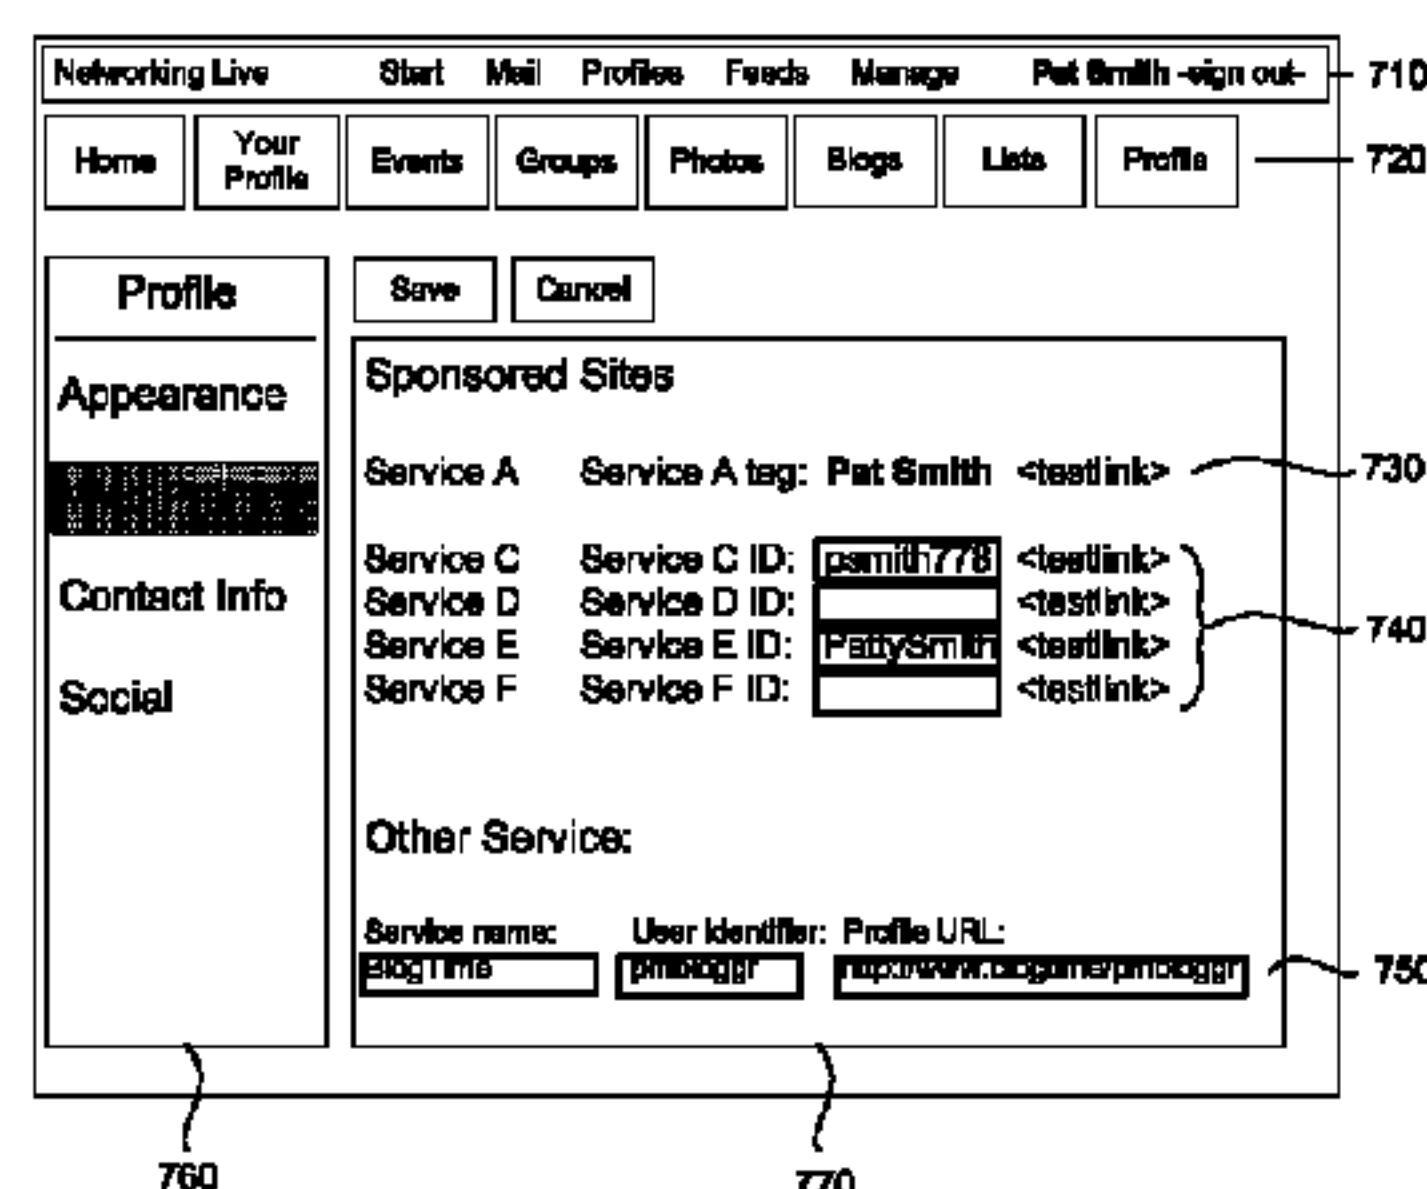 Networking Live Start Mail Profiles Feeds Manage Pat Smith -sign out- 710
Home Your Profile Events Groups Photos Blogs Lists Profile 720
Profile
Save Cancel
Appearance
Contact Info
Social
Sponsored Sites
Service A Service A tag: Pat Smith <testlink> 730
Service C Service C ID: psmith778 <testlink>
Service D Service D ID: <testlink>
Service E Service E ID: PattySmith <testlink>
Service F Service F ID: <testlink>
740
Other Service:
Service name: User Identifier: Profile URL:
BlogTime 750
760 770